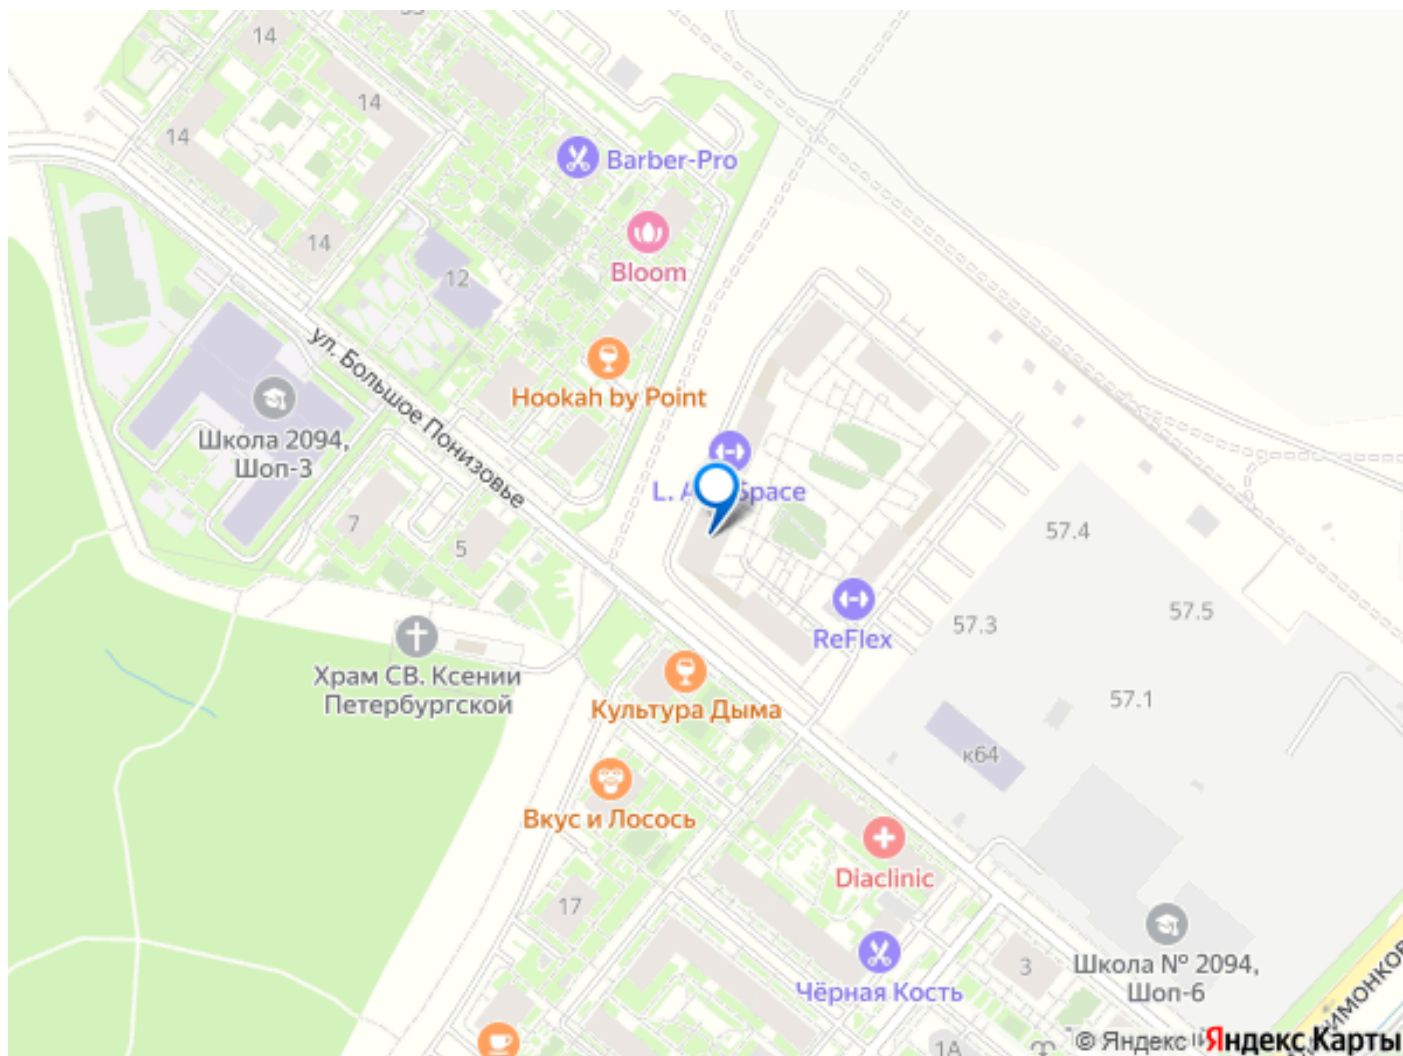 14
14
14
Barber-Pro
14
Bloom
12
ул. Большое Понизовье
Hookah by Point
Школа 2094,
Шоп-3
L.
Space
7
5
57.4
57.5
57.3
ReFlex
Храм СВ. Ксении
Петербургской
57.1
Культура Дыма
к64
Вкус и Лосось
Diaclinic
17
3
Школа № 2094,
Шоп-6
Чёрная Кость
1А
© Яндекс
Яндекс Карты